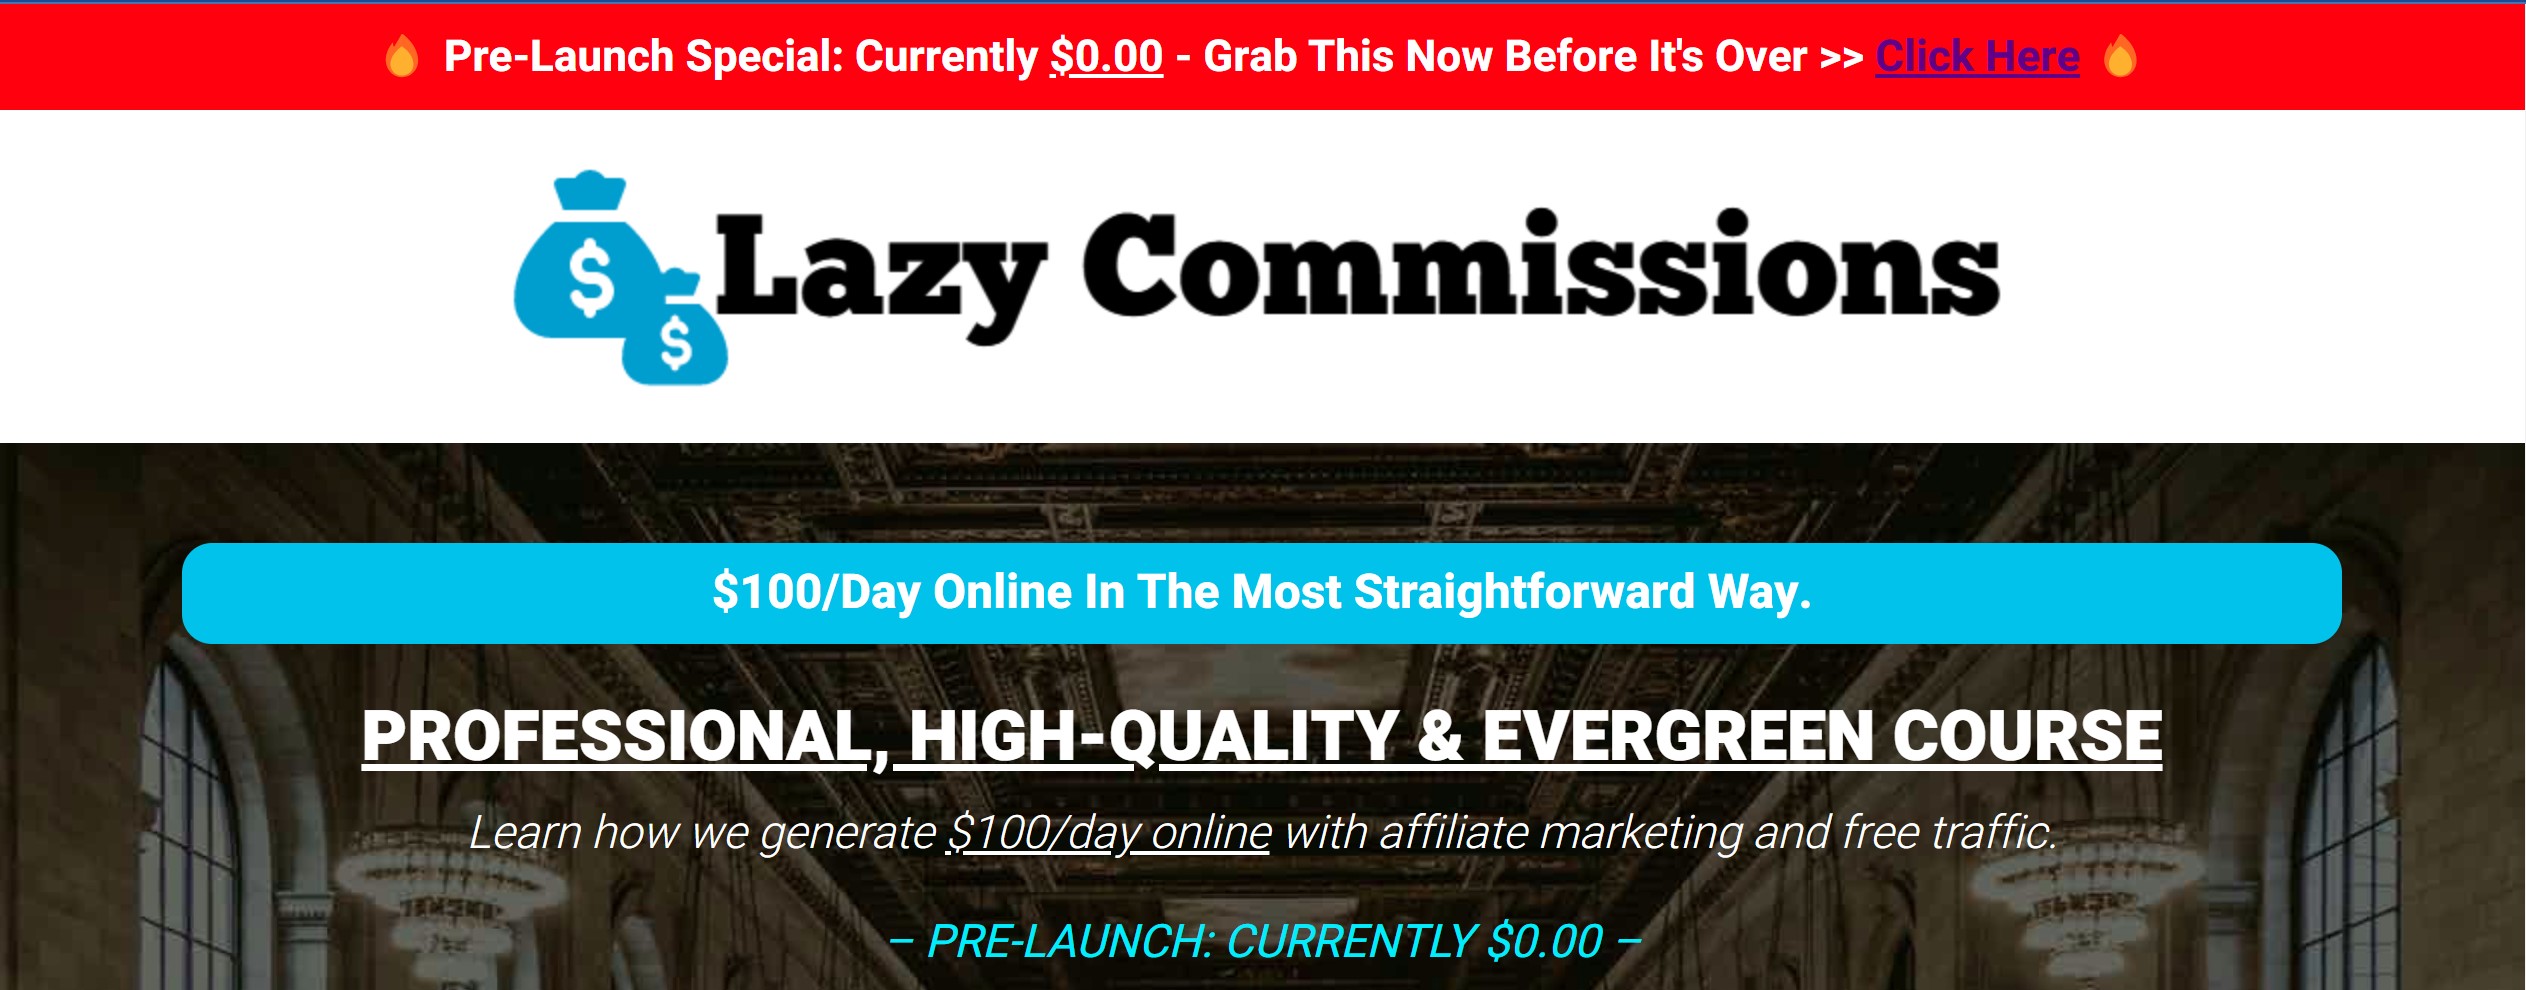 🔥 Pre-Launch Special: Currently $0.00 - Grab This Now Before It's Over >> Click Here 🔥
Lazy Commissions
$100/Day Online In The Most Straightforward Way.
PROFESSIONAL, HIGH-QUALITY & EVERGREEN COURSE
Learn how we generate $100/day online with affiliate marketing and free traffic.
– PRE-LAUNCH: CURRENTLY $0.00 –